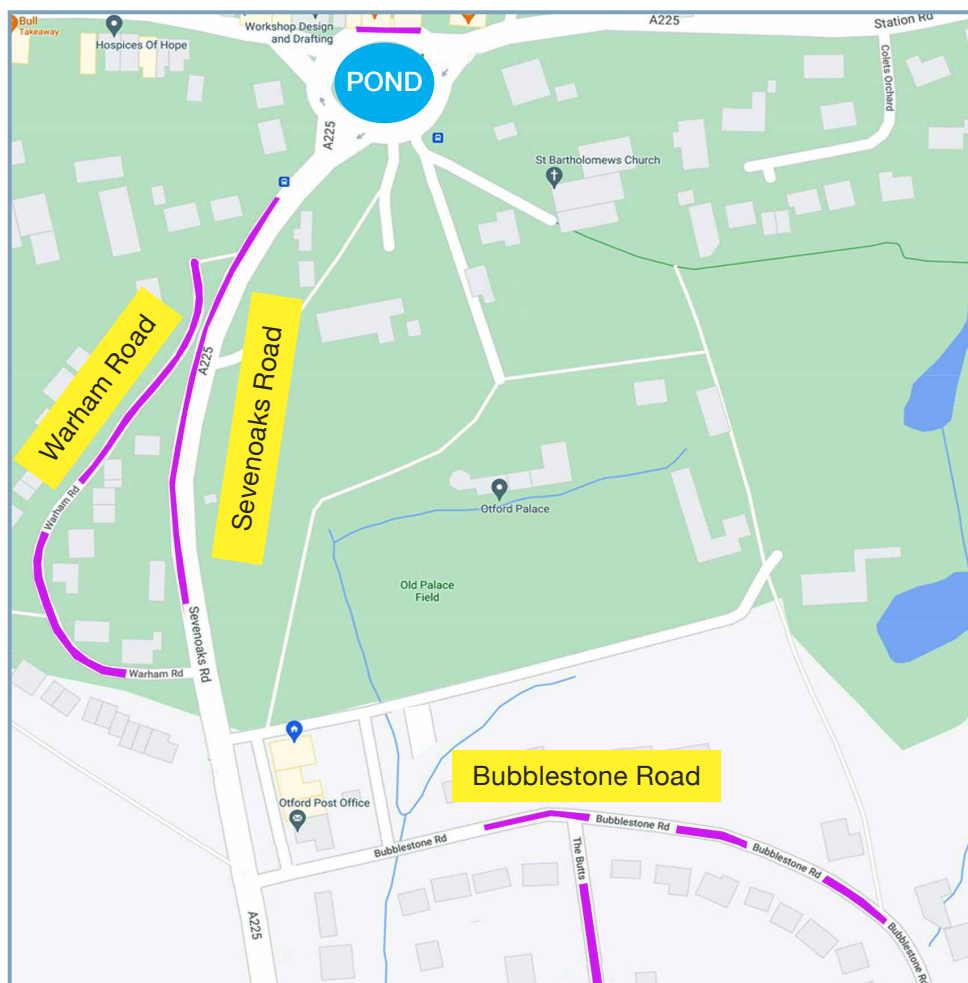 Bull
Takeaway
Hospices Of Hope
Workshop Design
and Drafting
A225
Station Rd
Colets Orchard
POND
A225
St Bartholomews Church
Warham Road
A225
Sevenoaks Road
Warham Rd
Otford Palace
Old Palace
Field
Sevenoaks Rd
Warham Rd
Bubblestone Road
Otford Post Office
Bubblestone Rd
Bubblestone Rd
The Butts
Bubblestone Rd
Bubblestone Rd
A225